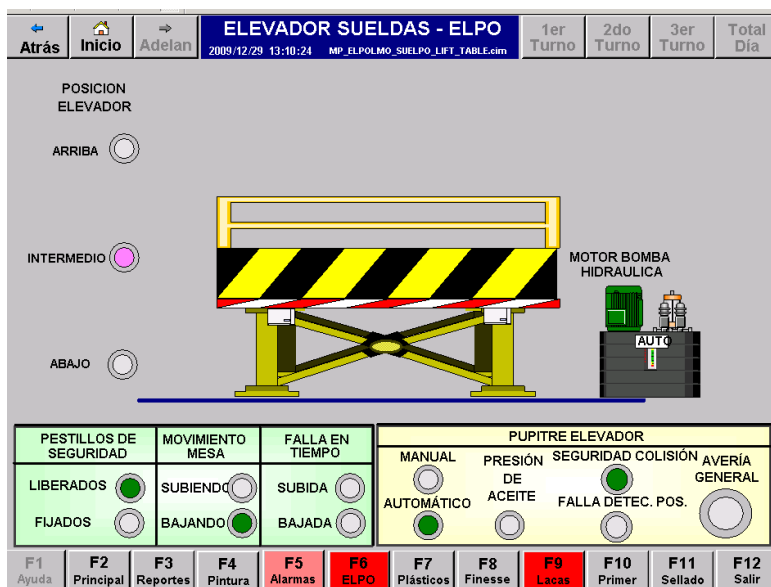 Atrás
Inicio
Adelan
ELEVADOR SUELDAS - ELPO
2009/12/29 13:10:24 MP_ELPOLMO_SUELPO_LIFT_TABLE.cim
1er
Turno
2do
Turno
3er
Turno
Total
Día
POSICION
ELEVADOR
ARRIBA
INTERMEDIO
ABAJO
MOTOR BOMBA
HIDRAULICA
AUTO
PESTILLOS DE
SEGURIDAD
LIBERADOS
FIJADOS
MOVIMIENTO
MESA
SUBIENDO
BAJANDO
FALLA EN
TIEMPO
SUBIDA
BAJADA
PUPITRE ELEVADOR
MANUAL
AUTOMÁTICO
PRESIÓN
DE
ACEITE
SEGURIDAD COLISIÓN
FALLA DETEC. POS.
AVERÍA
GENERAL
F1
Ayuda
F2
Principal
F3
Reportes
F4
Pintura
F5
Alarmas
F6
ELPO
F7
Plásticos
F8
Finesse
F9
Lacas
F10
Primer
F11
Sellado
F12
Salir